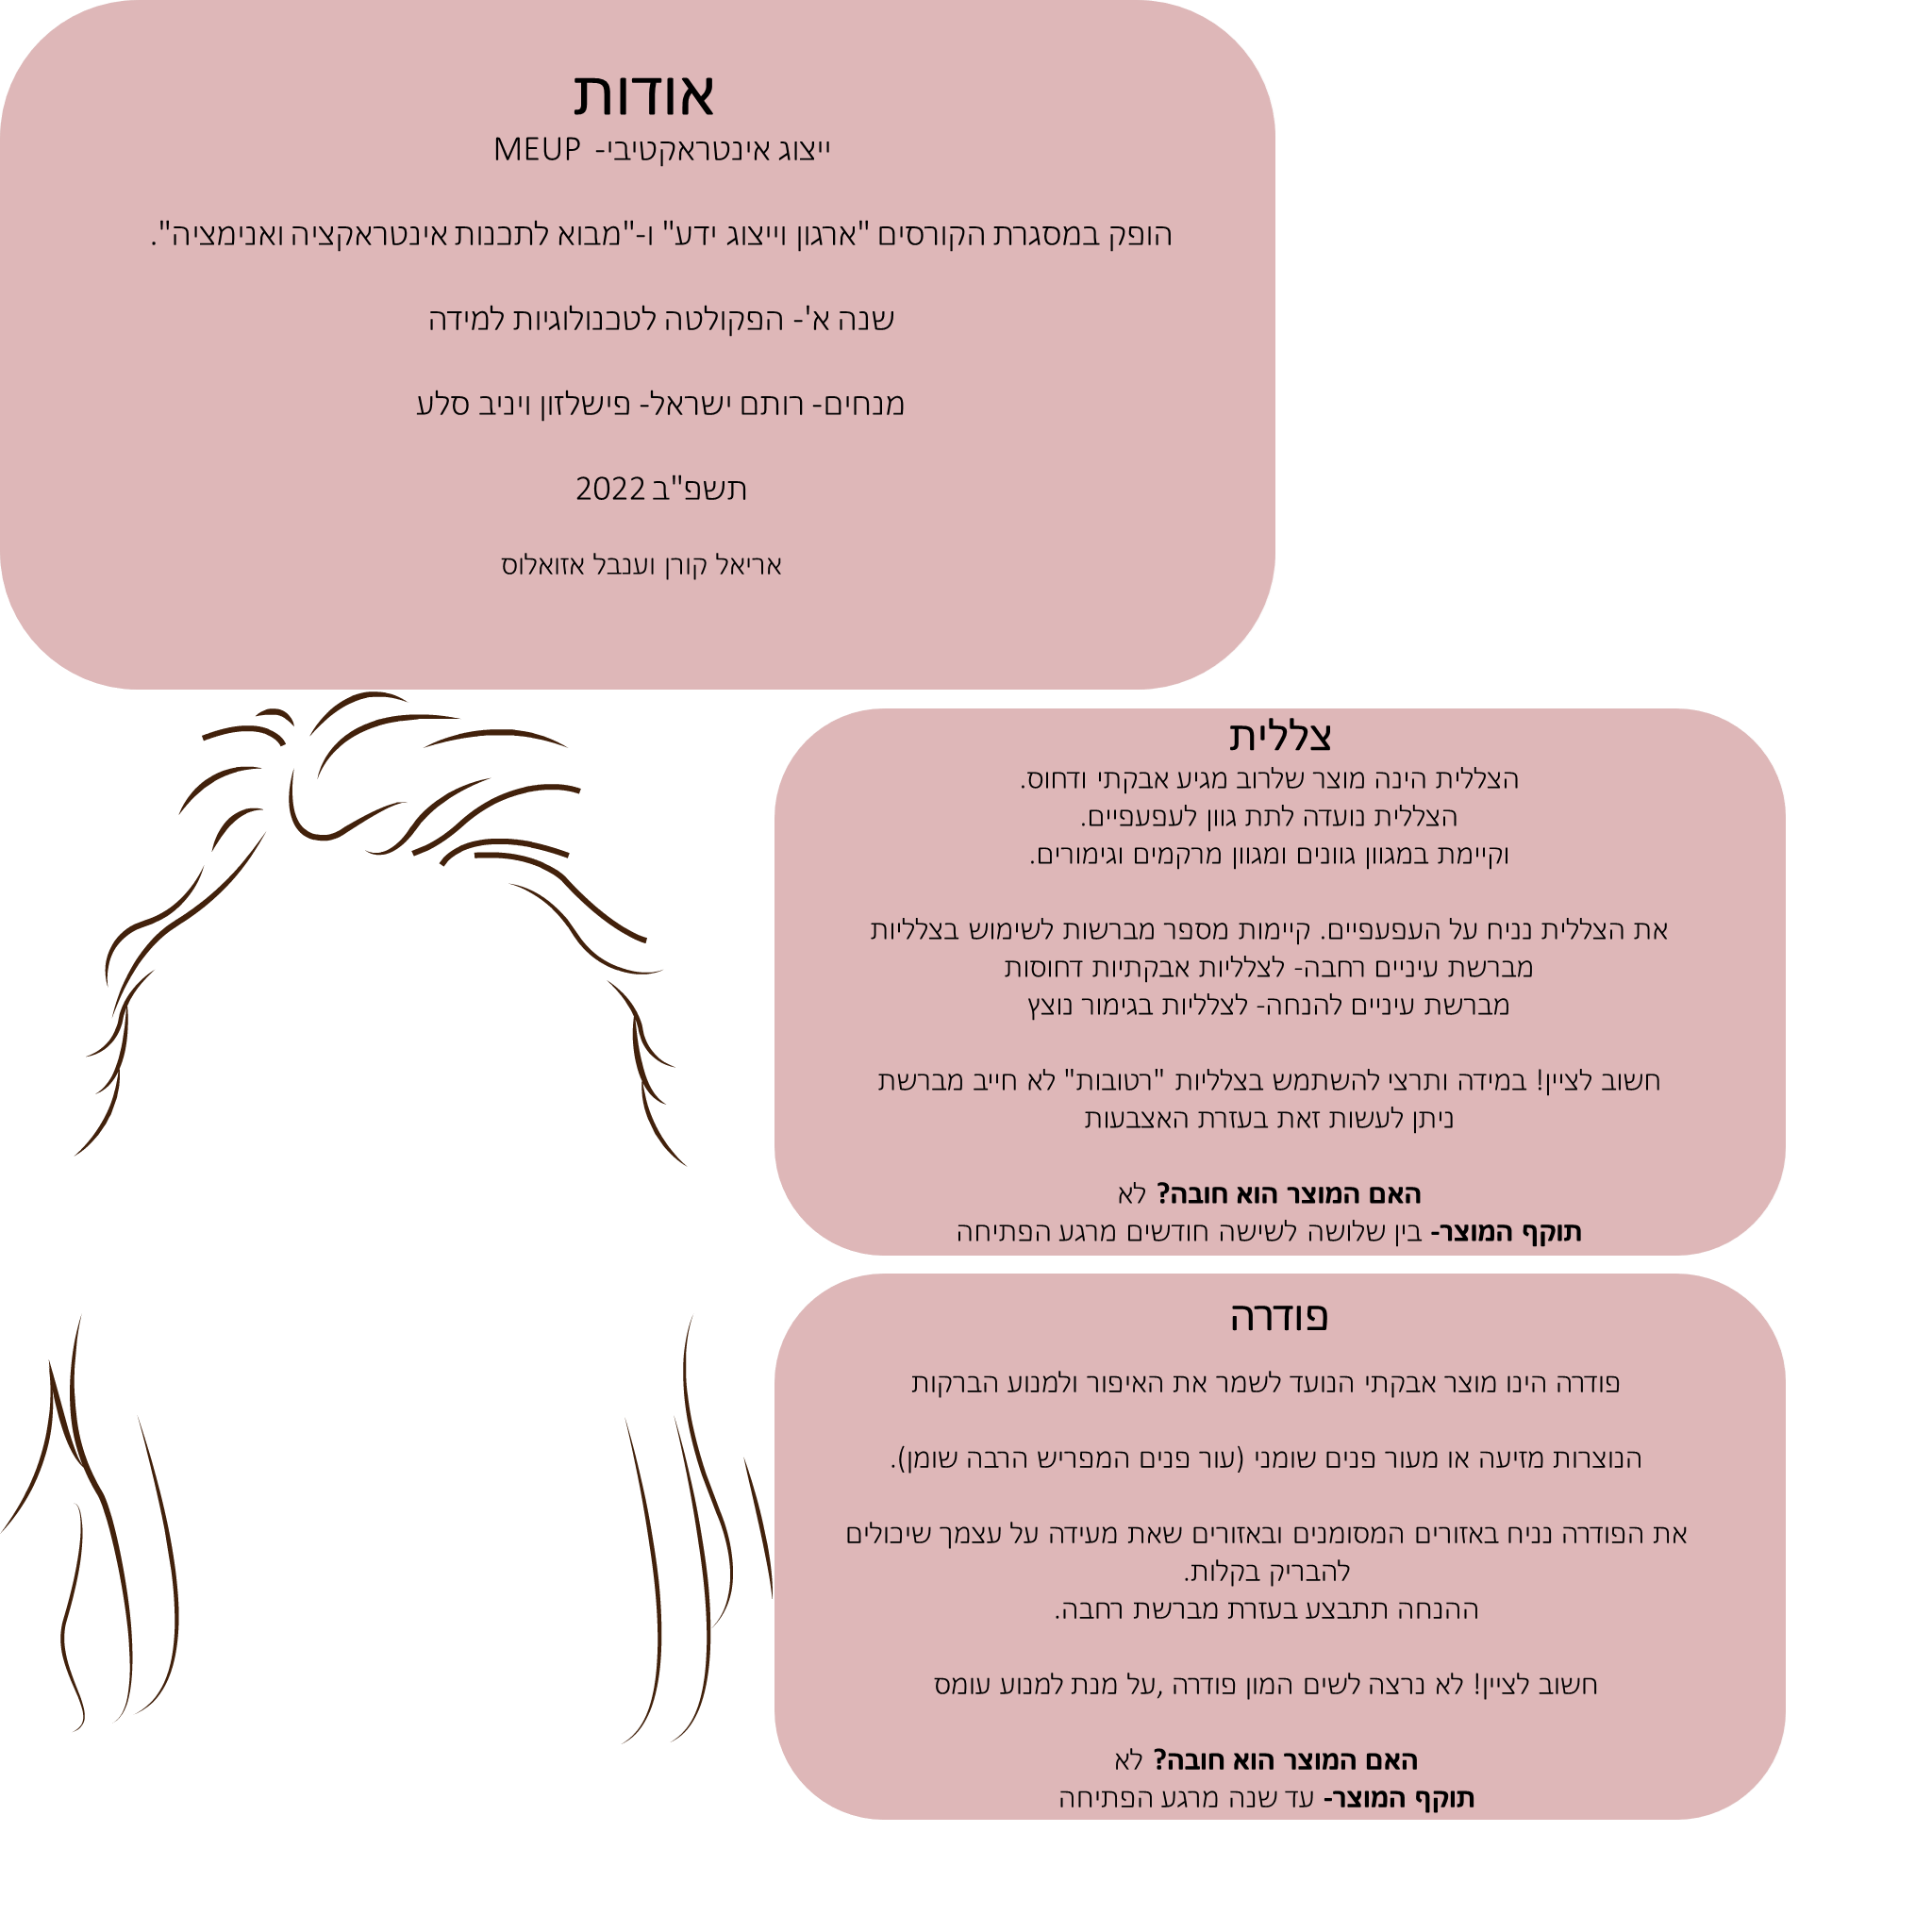 אודות
ייצוג אינטראקטיבי- MEUP
הופק במסגרת הקורסים "ארגון וייצוג ידע" ו-"מבוא לתכנות אינטראקציה ואנימציה".
שנה א'- הפקולטה לטכנולוגיות למידה
מנחים- רותם ישראל- פישלזון ויניב סלע
תשפ"ב 2022
אריאל קורן וענבל אזואלוס
צללית
הצללית הינה מוצר שלרוב מגיע אבקתי ודחוס.
הצללית נועדה לתת גוון לעפעפיים.
וקיימת במגוון גוונים ומגוון מרקמים וגימורים.
את הצללית נניח על העפעפיים. קיימות מספר מברשות לשימוש בצלליות
מברשת עיניים רחבה- לצלליות אבקתיות דחוסות
מברשת עיניים להנחה- לצלליות בגימור נוצץ
חשוב לציין! במידה ותרצי להשתמש בצלליות "רטובות" לא חייב מברשת
ניתן לעשות זאת בעזרת האצבעות
האם המוצר הוא חובה? לא
תוקף המוצר- בין שלושה לשישה חודשים מרגע הפתיחה
פודרה
פודרה הינו מוצר אבקתי הנועד לשמר את האיפור ולמנוע הברקות
הנוצרות מזיעה או מעור פנים שומני (עור פנים המפריש הרבה שומן).
את הפודרה נניח באזורים המסומנים ובאזורים שאת מעידה על עצמך שיכולים
להבריק בקלות.
ההנחה תתבצע בעזרת מברשת רחבה.
חשוב לציין! לא נרצה לשים המון פודרה ,על מנת למנוע עומס
האם המוצר הוא חובה? לא
תוקף המוצר- עד שנה מרגע הפתיחה